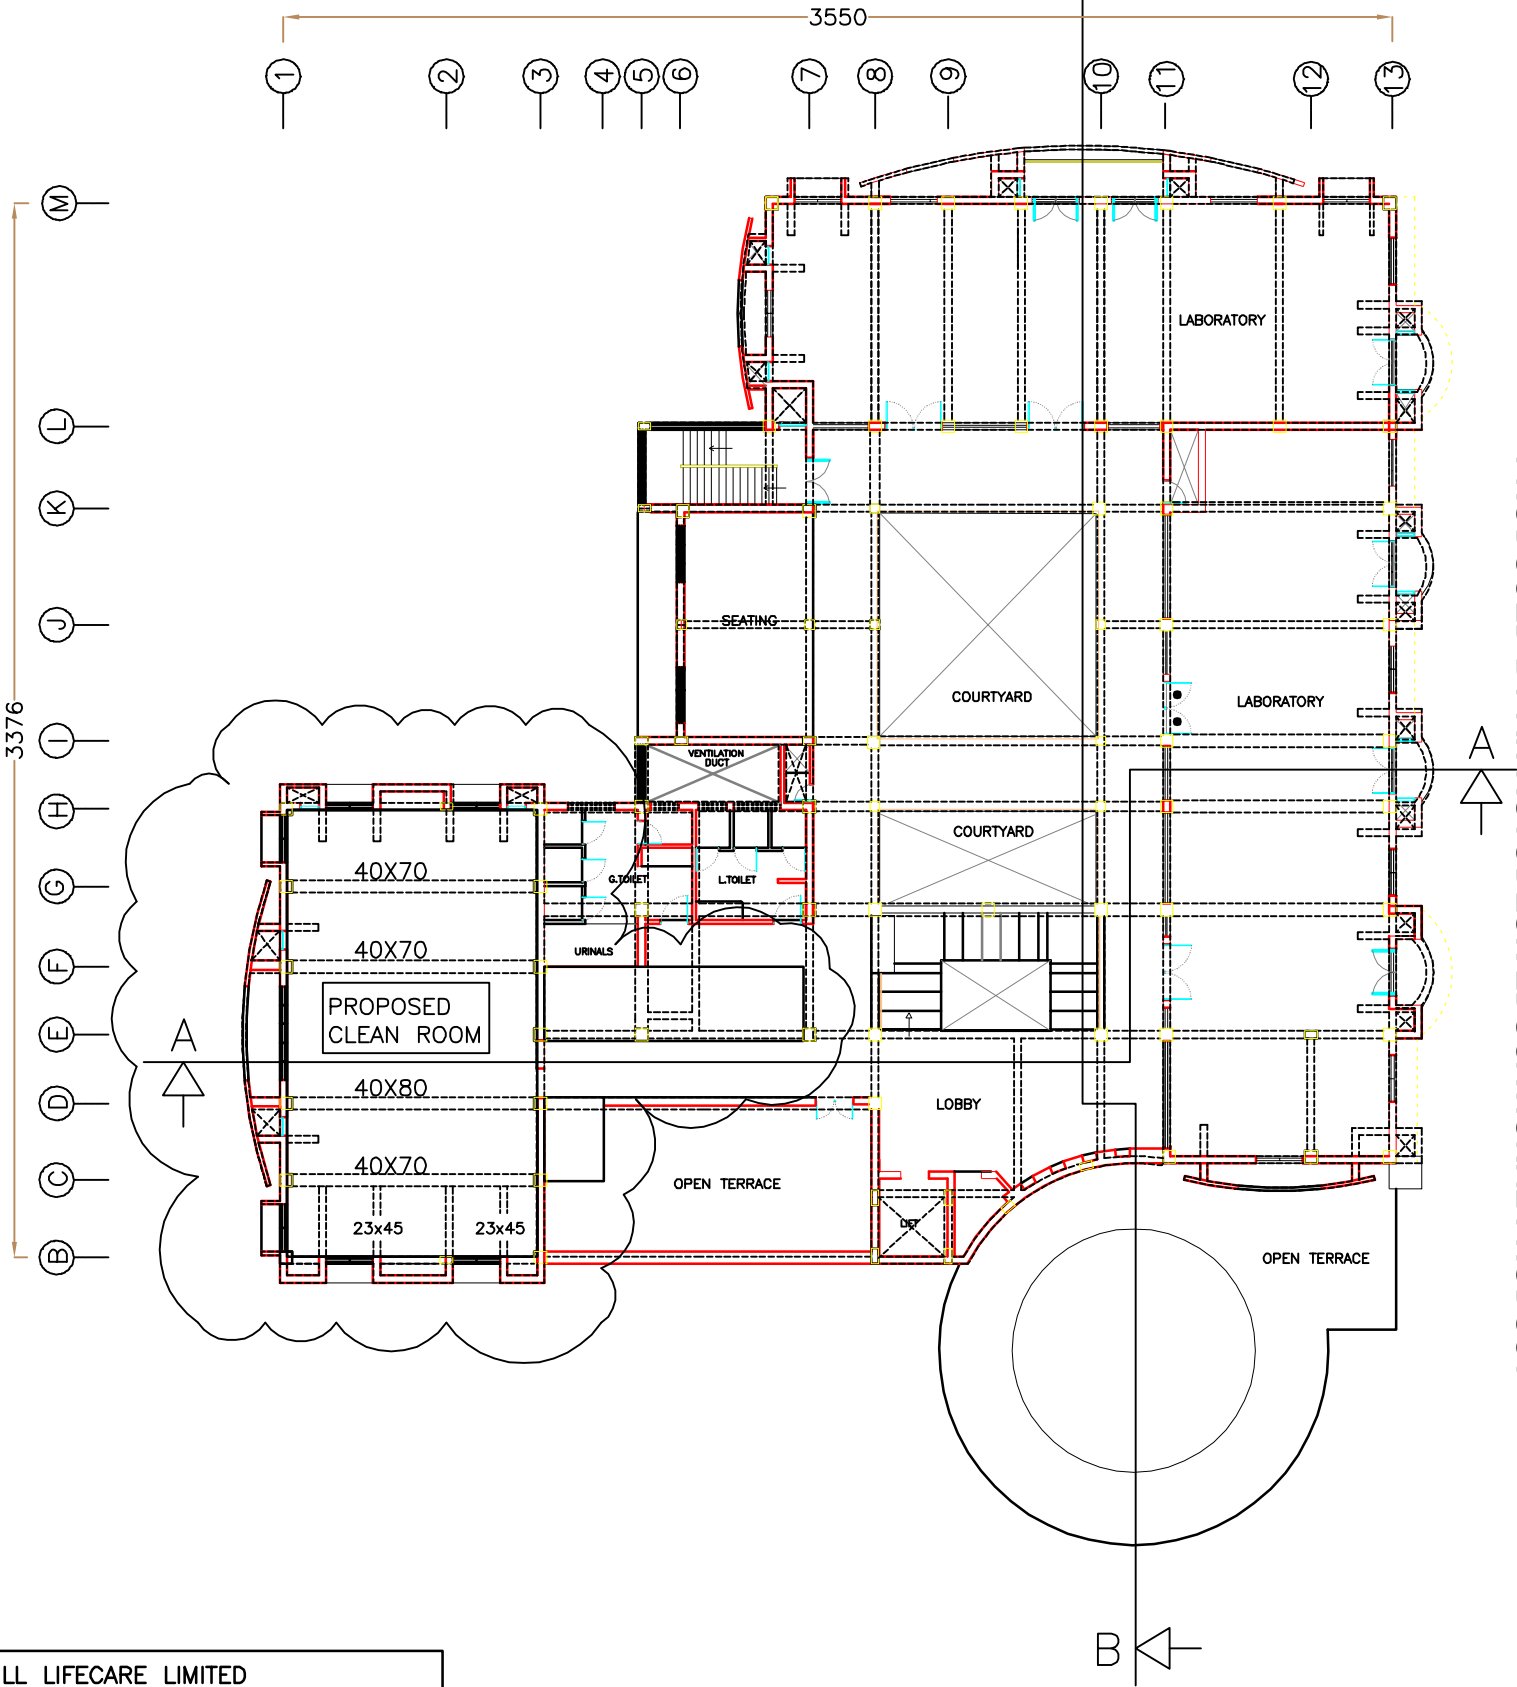 3550
1 2 3 4 5 6 7 8 9 10 11 12 13
M
LABORATORY
L
K
J
SEATING
COURTYARD
LABORATORY
3376
I
VENTILATION
DUCT
A
H
COURTYARD
40X70
G
G.TOILET
L.TOILET
40X70
URINALS
F
PROPOSED
CLEAN ROOM
E
A
40X80
D
LOBBY
40X70
C
OPEN TERRACE
23x45
23x45
LIFT
B
OPEN TERRACE
B
LL LIFECARE LIMITED